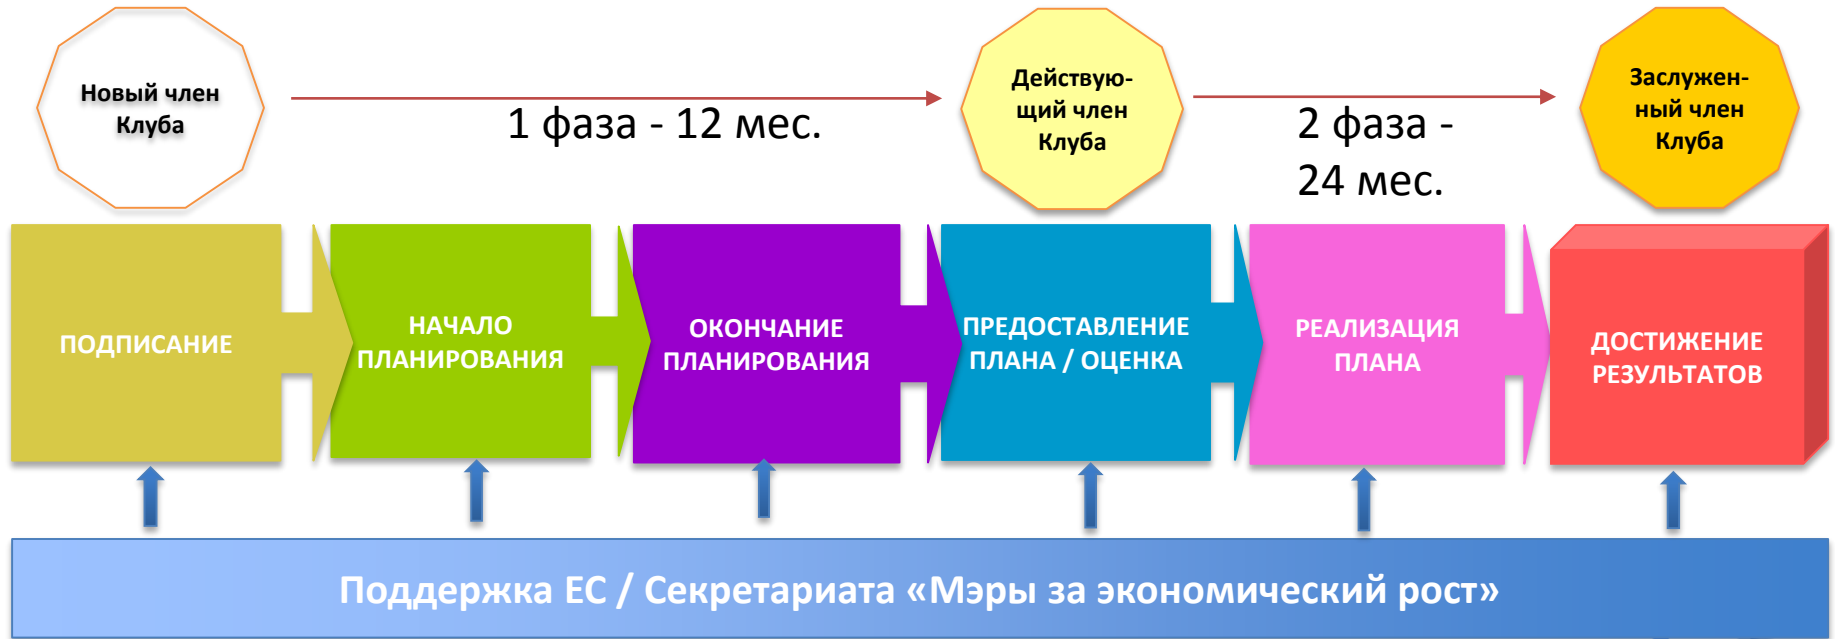 Новый член
Клуба
1 фаза - 12 мес.
Действую-
щий член
Клуба
2 фаза -
24 мес.
Заслужен-
ный член
Клуба
ПОДПИСАНИЕ
НАЧАЛО
ПЛАНИРОВАНИЯ
ОКОНЧАНИЕ
ПЛАНИРОВАНИЯ
ПРЕДОСТАВЛЕНИЕ
ПЛАНА / ОЦЕНКА
РЕАЛИЗАЦИЯ
ПЛАНА
ДОСТИЖЕНИЕ
РЕЗУЛЬТАТОВ
Поддержка ЕС / Секретариата «Мэры за экономический рост»